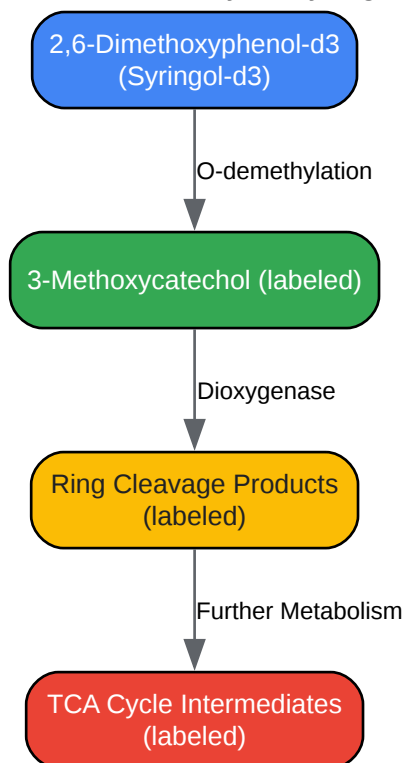 2,6-Dimethoxyphenol-d3
(Syringol-d3)
O-demethylation
3-Methoxycatechol (labeled)
Dioxygenase
Ring Cleavage Products
(labeled)
Further Metabolism
TCA Cycle Intermediates
(labeled)